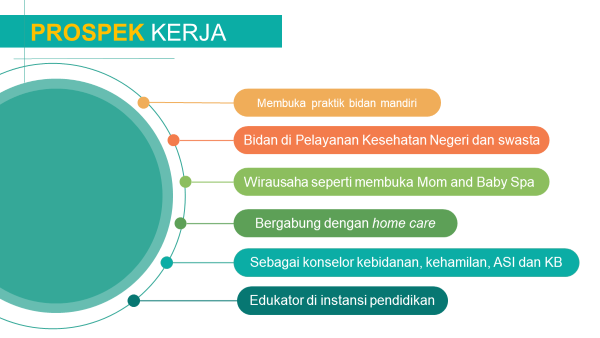 PROSPEK KERJA
Membuka praktik bidan mandiri
Bidan di Pelayanan Kesehatan Negeri dan swasta
Wirausaha seperti membuka Mom and Baby Spa
Bergabung dengan home care
Sebagai konselor kebidanan, kehamilan, ASI dan KB
Edukator di instansi pendidikan